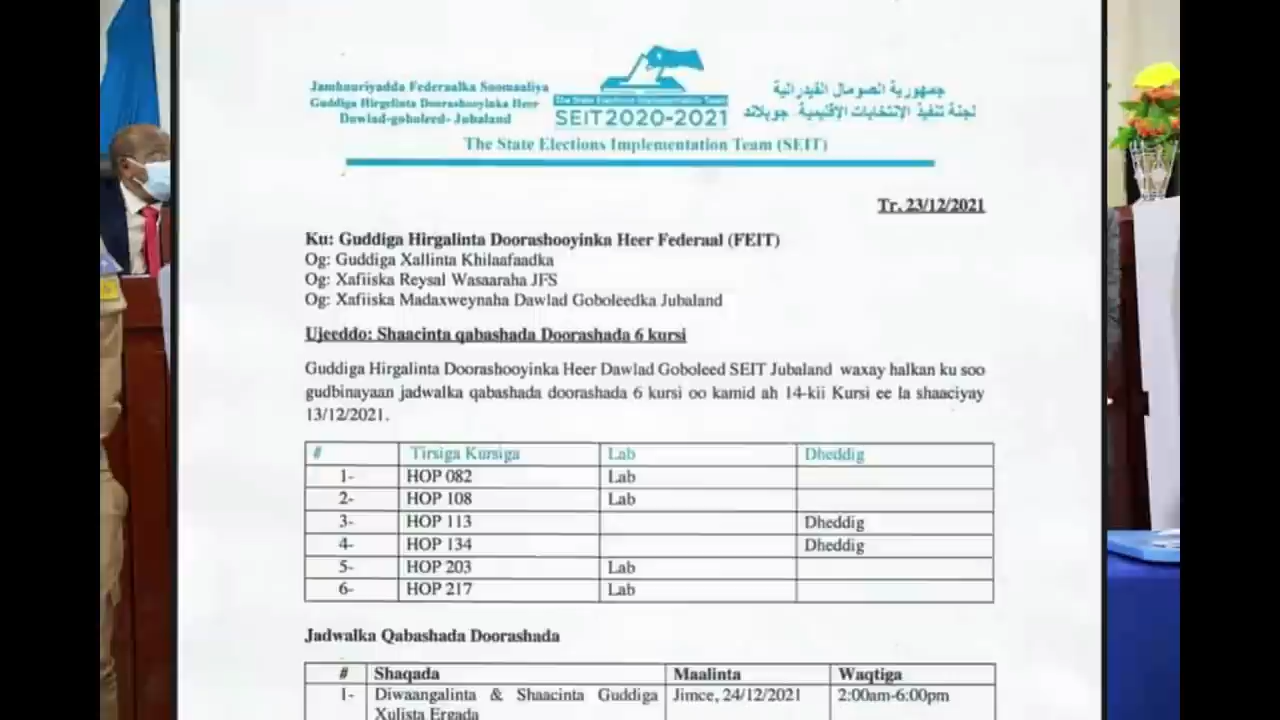 Jamhuuriyadda Federaalka Soomaaliya
Guddiga Hirgelinta Doorashooyinka Heer
Dawlad-goboleed- Jubaland
The State Elections Implementation Team
SEIT2020-2021
جمهورية الصومال الفيدرالية
لجنة تنفيذ الإنتخابات الإقليمية جوبلاند
The State Elections Implementation Team (SEIT)
Tr. 23/12/2021
Ku: Guddiga Hirgalinta Doorashooyinka Heer Federaal (FEIT)
Og: Guddiga Xallinta Khilaafaadka
Og: Xafiiska Reysal Wasaaraha JFS
Og: Xafiiska Madaxweynaha Dawlad Goboleedka Jubaland
Ujeeddo: Shaacinta qabashada Doorashada 6 kursi
Guddiga Hirgalinta Doorashooyinka Heer Dawlad Goboleed SEIT Jubaland waxay halkan ku soo
gudbinayaan jadwalka qabashada doorashada 6 kursi oo kamid ah 14-kii Kursi ee la shaaciyay
13/12/2021.
# Tirsiga Kursiga Lab Dheddig
1- HOP 082 Lab
2- HOP 108 Lab
3- HOP 113 Dheddig
4- HOP 134 Dheddig
5- HOP 203 Lab
6- HOP 217 Lab
Jadwalka Qabashada Doorashada
# Shaqada Maalinta Waqtiga
1- Diwaangalinta & Shaacinta Guddiga Jimce, 24/12/2021 2:00am-6:00pm
Xulista Ergada